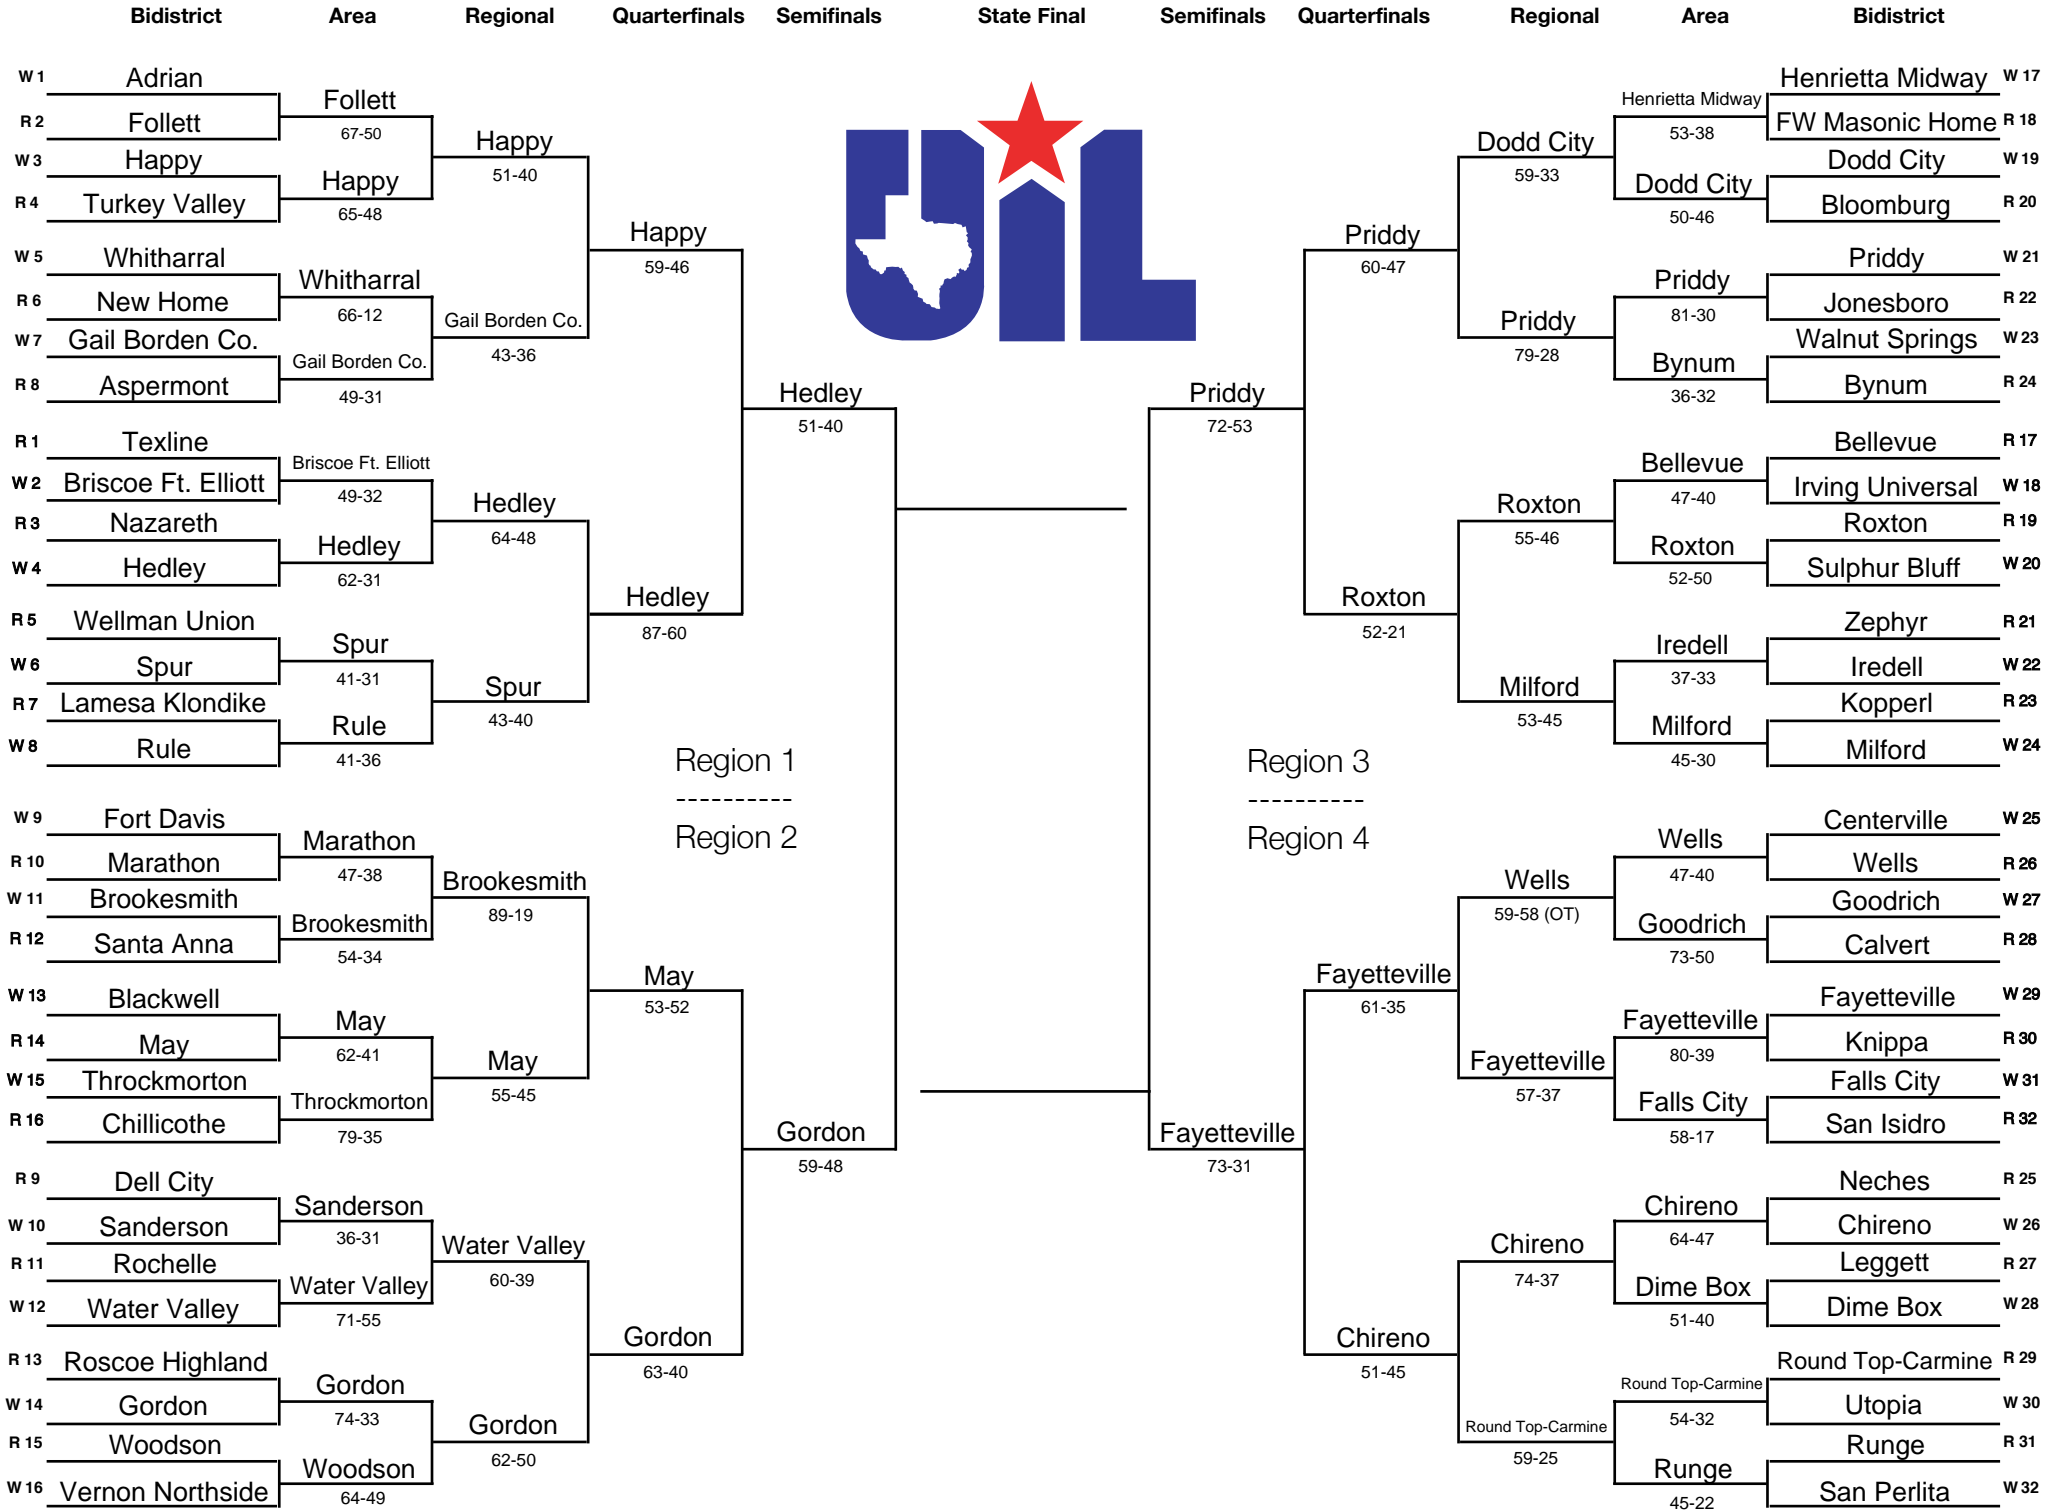 Bidistrict Area Regional Quarterfinals Semifinals State Final Semifinals Quarterfinals Regional Area Bidistrict
W 1 Adrian
Follett
R 2 Follett
67-50
Happy
W 3 Happy
51-40
Happy
R 4 Turkey Valley
65-48
Happy
W 5 Whitharral
59-46
Whitharral
R 6 New Home
66-12
Gail Borden Co.
W 7 Gail Borden Co.
43-36
Gail Borden Co.
R 8 Aspermont
49-31
Hedley
51-40
R 1 Texline
Briscoe Ft. Elliott
W 2 Briscoe Ft. Elliott
49-32
Hedley
R 3 Nazareth
64-48
Hedley
W 4 Hedley
62-31
Hedley
R 5 Wellman Union
87-60
Spur
W 6 Spur
41-31
Spur
R 7 Lamesa Klondike
43-40
Rule
W 8 Rule
41-36
Region 1
----------
Region 2
W 9 Fort Davis
Marathon
R 10 Marathon
47-38
Brookesmith
W 11 Brookesmith
89-19
Brookesmith
R 12 Santa Anna
54-34
May
W 13 Blackwell
53-52
May
R 14 May
62-41
May
W 15 Throckmorton
55-45
Throckmorton
R 16 Chillicothe
79-35
Gordon
59-48
R 9 Dell City
Sanderson
W 10 Sanderson
36-31
Water Valley
R 11 Rochelle
60-39
Water Valley
W 12 Water Valley
71-55
Gordon
R 13 Roscoe Highland
63-40
Gordon
W 14 Gordon
74-33
Gordon
R 15 Woodson
62-50
Woodson
W 16 Vernon Northside
64-49
UIL
Henrietta Midway W 17
Henrietta Midway
FW Masonic Home R 18
53-38
Dodd City
Dodd City W 19
59-33
Dodd City
Bloomburg R 20
50-46
Priddy
Priddy W 21
60-47
Priddy
Jonesboro R 22
81-30
Priddy
Walnut Springs W 23
79-28
Bynum
Bynum R 24
36-32
Priddy
72-53
Bellevue R 17
Bellevue
Irving Universal W 18
47-40
Roxton
Roxton R 19
55-46
Roxton
Sulphur Bluff W 20
52-50
Roxton
Zephyr R 21
52-21
Iredell
Iredell W 22
37-33
Milford
Kopperl R 23
53-45
Milford
Milford W 24
45-30
Region 3
----------
Region 4
Centerville W 25
Wells
Wells R 26
47-40
Wells
Goodrich W 27
59-58 (OT)
Goodrich
Calvert R 28
73-50
Fayetteville
Fayetteville W 29
61-35
Fayetteville
Knippa R 30
80-39
Fayetteville
Falls City W 31
57-37
Falls City
San Isidro R 32
58-17
Fayetteville
73-31
Neches R 25
Chireno
Chireno W 26
64-47
Chireno
Leggett R 27
74-37
Dime Box
Dime Box W 28
51-40
Chireno
Round Top-Carmine R 29
51-45
Round Top-Carmine
Utopia W 30
54-32
Round Top-Carmine
Runge R 31
59-25
Runge
San Perlita W 32
45-22